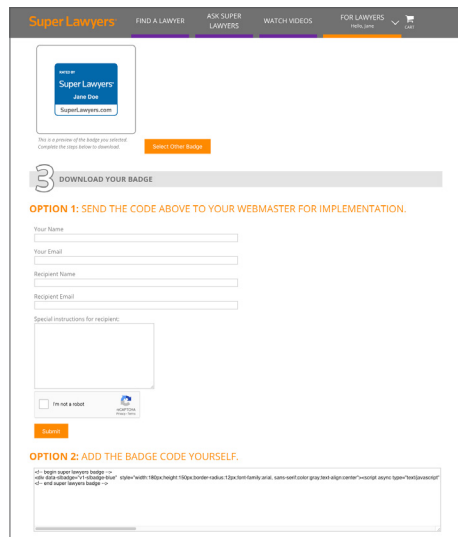 Super Lawyers
FIND A LAWYER
ASK SUPER
LAWYERS
WATCH VIDEOS
FOR LAWYERS
Hello, Jane
CART
RATED BY
Super Lawyers
Jane Doe
SuperLawyers.com
This is a preview of the badge you selected.
Complete the steps below to download.
Select Other Badge
3 DOWNLOAD YOUR BADGE
OPTION 1: SEND THE CODE ABOVE TO YOUR WEBMASTER FOR IMPLEMENTATION.
Your Name
Your Email
Recipient Name
Recipient Email
Special instructions for recipient:
I'm not a robot
reCAPTCHA
Privacy - Terms
Submit
OPTION 2: ADD THE BADGE CODE YOURSELF.
<!-- begin super lawyers badge -->
<div data-slbadge="v1-slbadge-blue" style="width:180px;height:150px;border-radius:12px;font-family:arial, sans-serif;color:gray;text-align:center"><script async type="text/javascript"
<!-- end super lawyers badge -->